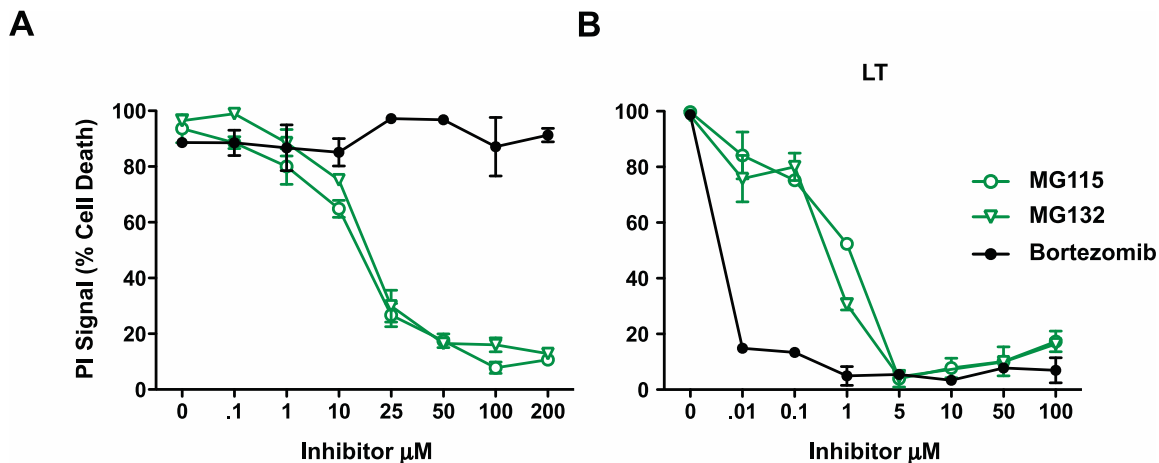 A
B
LT
PI Signal (% Cell Death)
100
80
60
40
20
0
0 .1 1 10 25 50 100 200
Inhibitor μM
100
80
60
40
20
0
0 .01 0.1 1 5 10 50 100
Inhibitor μM
MG115
MG132
Bortezomib